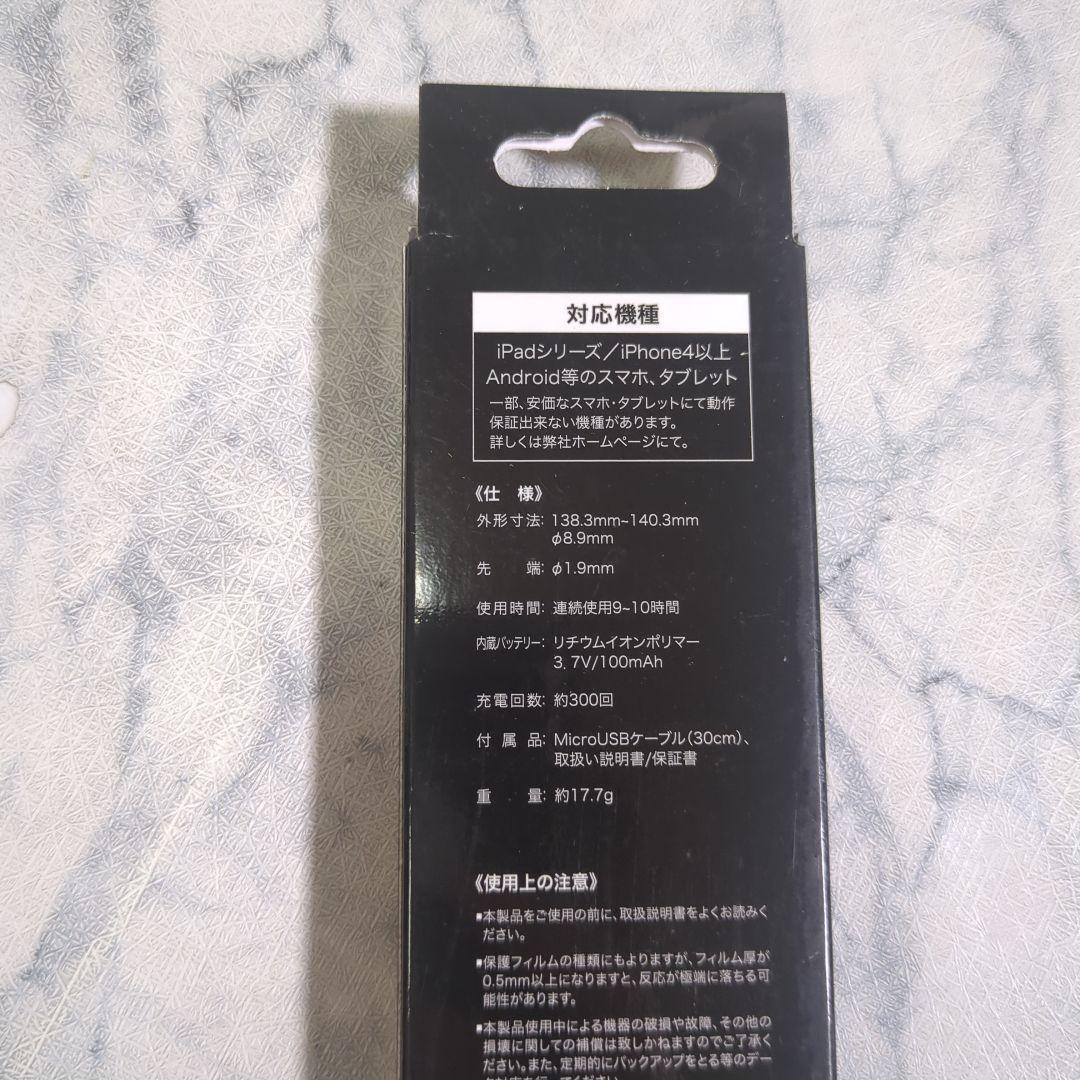 対応機種
iPadシリーズ/iPhone4以上
Android等のスマホ、タブレット
一部、安価なスマホ・タブレットにて動作
保証出来ない機種があります。
詳しくは弊社ホームページにて。
《仕 様》
外形寸法: 138.3mm~140.3mm
φ8.9mm
先 端: φ1.9mm
使用時間: 連続使用9~10時間
内蔵バッテリー: リチウムイオンポリマー
3.7V/100mAh
充電回数: 約300回
付属品: MicroUSBケーブル(30cm)、
取扱い説明書/保証書
重 量: 約17.7g
《使用上の注意》
■本製品をご使用の前に、取扱説明書をよくお読みく
ださい。
■保護フィルムの種類にもよりますが、フィルム厚が
0.5mm以上になりますと、反応が極端に落ちる可
能性があります。
■本製品使用中による機器の破損や故障、その他の
損壊に関しての補償は致しかねますのでご了承く
ださい。また、定期的にバックアップをとる等のデー